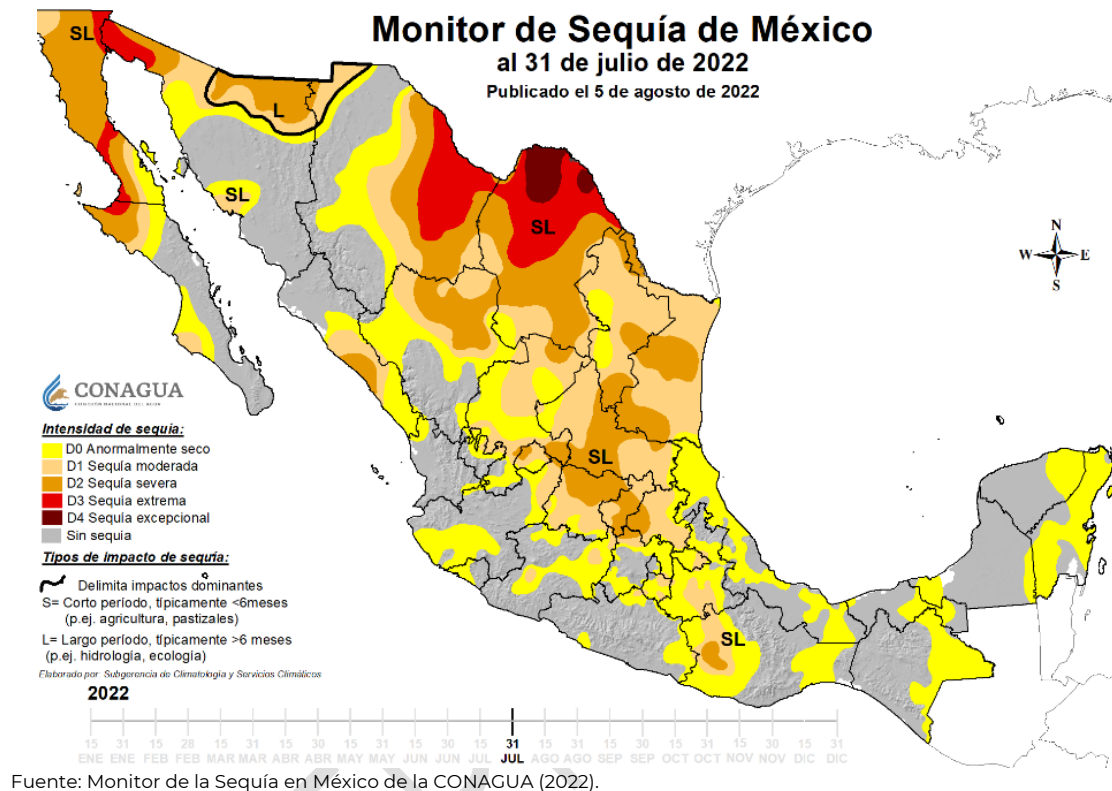 Monitor de Sequía de México
al 31 de julio de 2022
Publicado el 5 de agosto de 2022
SL
L
SL
SL
SL
SL
N
W E
S
CONAGUA
COMISIÓN NACIONAL DEL AGUA
Intensidad de sequía:
D0 Anormalmente seco
D1 Sequía moderada
D2 Sequía severa
D3 Sequia extrema
D4 Sequía excepcional
Sin sequia
Tipos de impacto de sequía:
Delimita impactos dominantes
S= Corto período, típicamente <6meses
(p.ej. agricultura, pastizales)
L= Largo período, típicamente >6 meses
(p.ej. hidrología, ecología)
Elaborado por: Subgerencia de Climatología y Servicios Climáticos
2022
15 31 15 28 15 31 15 30 15 31 15 30 15 31 15 31 15 30 15 31 15 30 15 31
ENE ENE FEB FEB MAR MAR ABR ABR MAY MAY JUN JUN JUL JUL AGO AGO SEP SEP OCT OCT NOV NOV DIC DIC
Fuente: Monitor de la Sequía en México de la CONAGUA (2022).